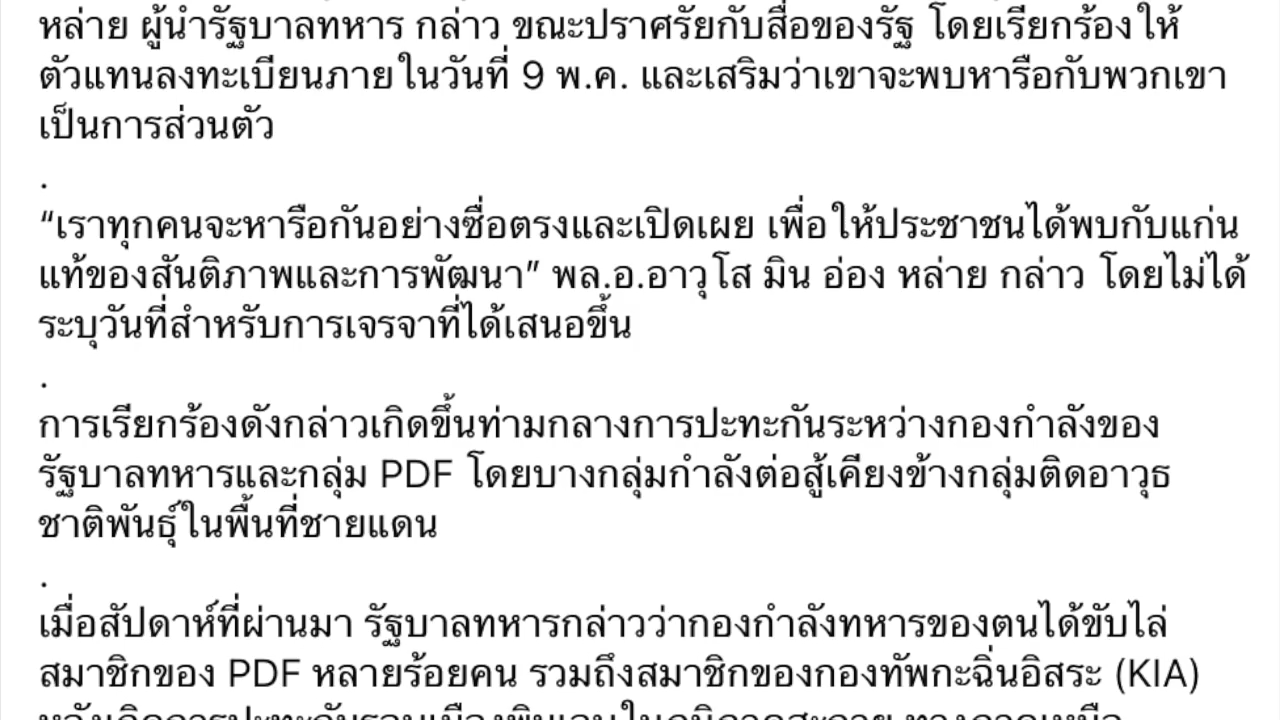 หล่าย ผู้นำรัฐบาลทหาร กล่าว ขณะปราศรัยกับสื่อของรัฐ โดยเรียกร้องให้
ตัวแทนลงทะเบียนภายในวันที่ 9 พ.ค. และเสริมว่าเขาจะพบหารือกับพวกเขา
เป็นการส่วนตัว
.
“เราทุกคนจะหารือกันอย่างซื่อตรงและเปิดเผย เพื่อให้ประชาชนได้พบกับแก่น
แท้ของสันติภาพและการพัฒนา” พล.อ.อาวุโส มิน อ่อง หล่าย กล่าว โดยไม่ได้
ระบุวันที่สำหรับการเจรจาที่ได้เสนอขึ้น
.
การเรียกร้องดังกล่าวเกิดขึ้นท่ามกลางการปะทะกันระหว่างกองกำลังของ
รัฐบาลทหารและกลุ่ม PDF โดยบางกลุ่มกำลังต่อสู้เคียงข้างกลุ่มติดอาวุธ
ชาติพันธุ์ในพื้นที่ชายแดน
.
เมื่อสัปดาห์ที่ผ่านมา รัฐบาลทหารกล่าวว่ากองกำลังทหารของตนได้ขับไล่
สมาชิกของ PDF หลายร้อยคน รวมถึงสมาชิกของกองทัพกะฉิ่นอิสระ (KIA)